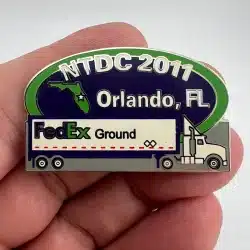 NTDC 2011
Orlando, FL
FedEx Ground